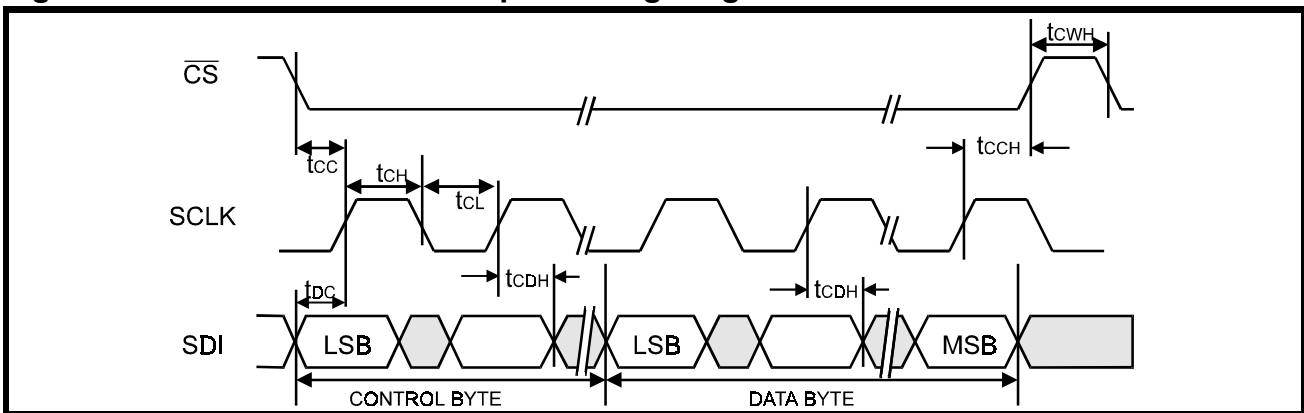 tCWH
CS
tCCH
tCC
tCH
tCL
SCLK
tCDH
tCDH
tDC
SDI
LSB
LSB
MSB
CONTROL BYTE
DATA BYTE